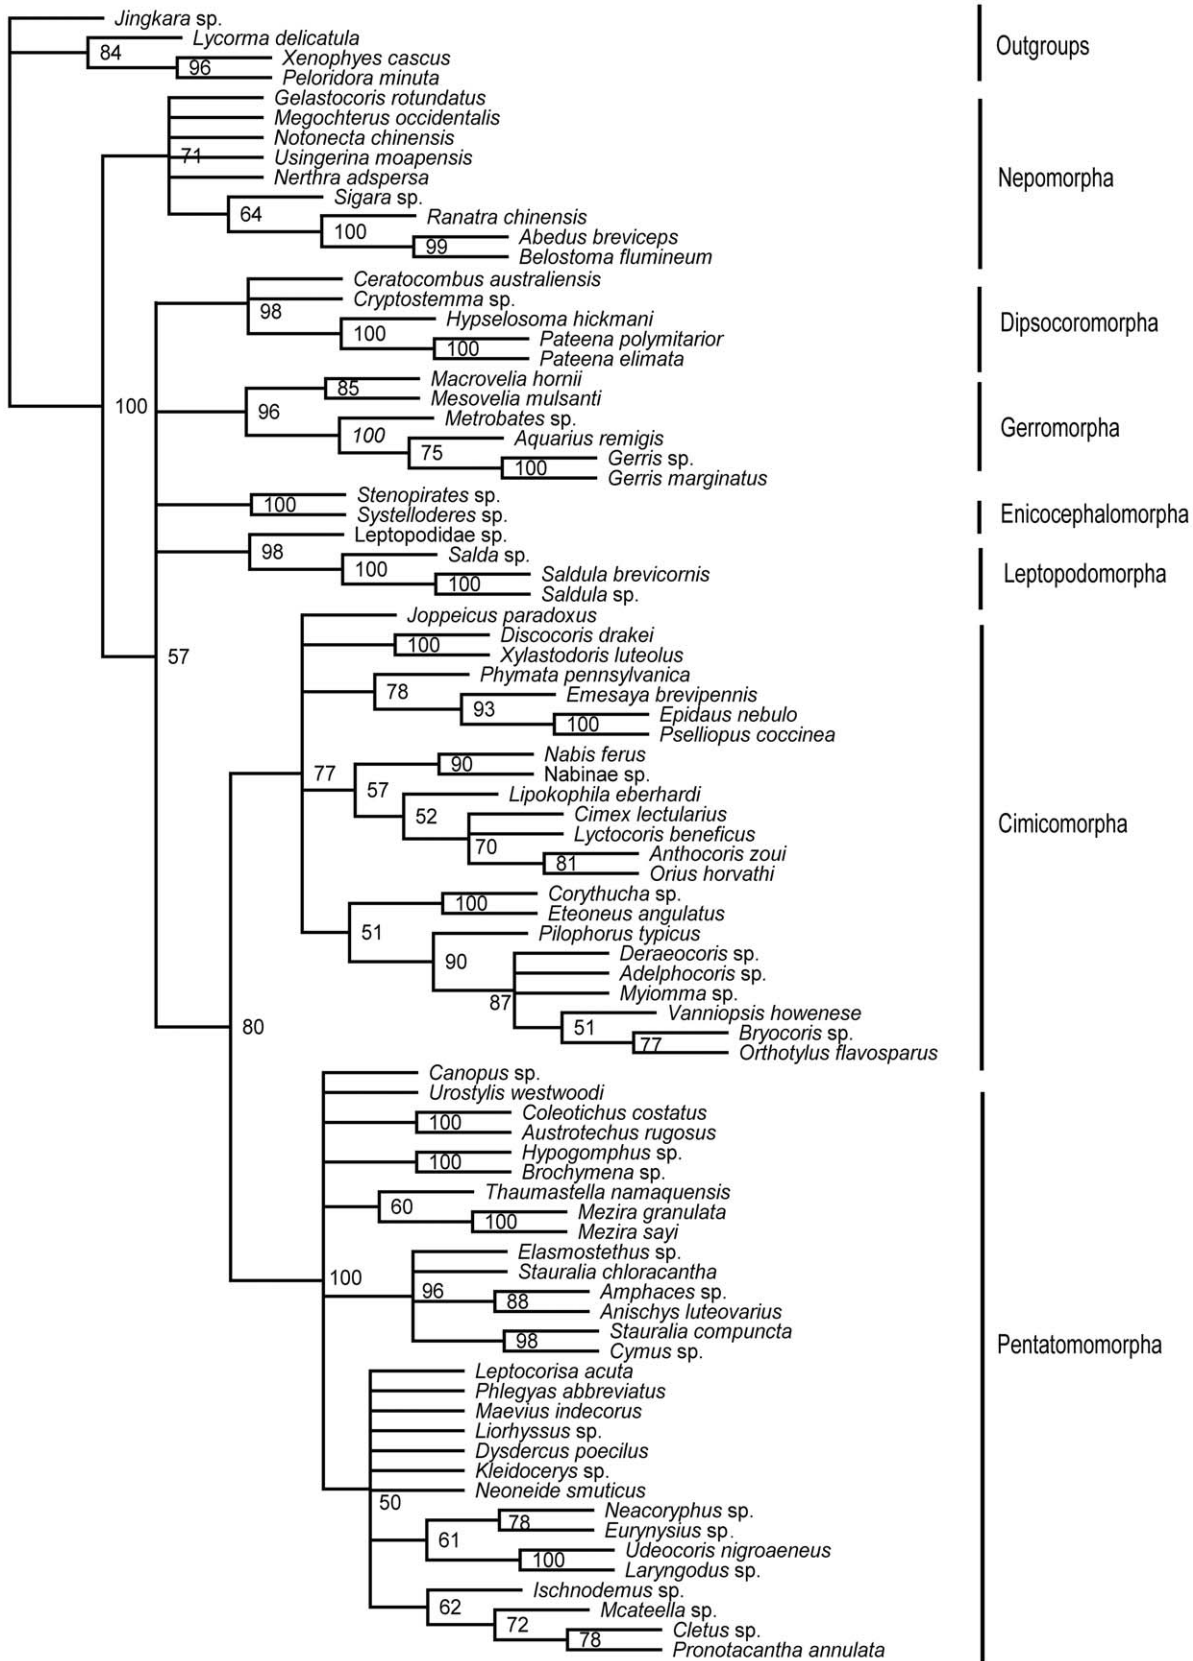 Jingkara sp.
Lycorma delicatula
84
Xenophyes cascus
96
Peloridora minuta
Outgroups
Gelastocoris rotundatus
Megochterus occidentalis
Notonecta chinensis
71
Usingerina moapensis
Nerthra adspersa
Nepomorpha
Sigara sp.
64
Ranatra chinensis
100
Abedus breviceps
99
Belostoma flumineum
Ceratocombus australiensis
Cryptostemma sp.
98
Hypselosoma hickmani
Dipsocoromorpha
100
Pateena polymitarior
100
Pateena elimata
Macrovelia hornii
85
Mesovelia mulsanti
100
96
Metrobates sp.
Gerromorpha
100
Aquarius remigis
75
Gerris sp.
100
Gerris marginatus
Stenopirates sp.
100
Systelloderes sp.
Enicocephalomorpha
Leptopodidae sp.
98
Salda sp.
100
Saldula brevicornis
Leptopodomorpha
100
Saldula sp.
Joppeicus paradoxus
Discocoris drakei
100
Xylastodoris luteolus
57
Phymata pennsylvanica
78
Emesaya brevipennis
93
Epidaus nebulo
100
Pselliopus coccinea
Nabis ferus
90
Nabinae sp.
77
57
Lipokophila eberhardi
52
Cimex lectularius
Cimicomorpha
Lyctocoris beneficus
70
Anthocoris zoui
81
Orius horvathi
Corythucha sp.
100
Eteoneus angulatus
51
Pilophorus typicus
90
Deraeocoris sp.
Adelphocoris sp.
Myiomma sp.
87
Vanniopsis howenese
51
80
Bryocoris sp.
77
Orthotylus flavosparus
Canopus sp.
Urostylis westwoodi
Coleotichus costatus
100
Austrotechus rugosus
Hypogomphus sp.
100
Brochymena sp.
Thaumastella namaquensis
60
Mezira granulata
100
Mezira sayi
Elasmostethus sp.
Stauralia chloracantha
100
96
Amphaces sp.
88
Anischys luteovarius
Stauralia compuncta
98
Cymus sp.
Pentatomomorpha
Leptocorisa acuta
Phlegyas abbreviatus
Maevius indecorus
Liorhyssus sp.
Dysdercus poecilus
Kleidocerys sp.
Neoneide smuticus
50
Neacoryphus sp.
78
Eurynysius sp.
61
Udeocoris nigroaeneus
100
Laryngodus sp.
Ischnodemus sp.
62
Mcateella sp.
72
Cletus sp.
78
Pronotacantha annulata